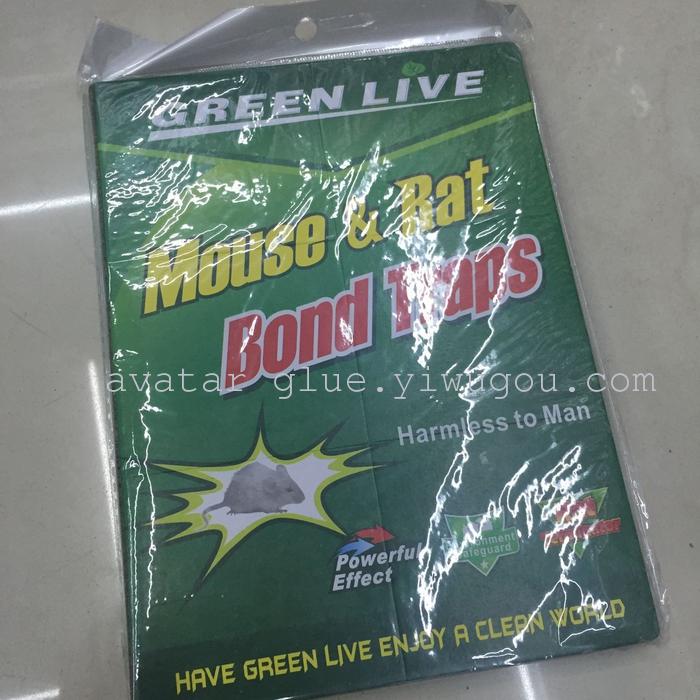 GREEN LIVE
Mouse & Rat
Bond Traps
avatar-glue.yiwugou.com
Harmless to Man
Powerful
Effect
HAVE GREEN LIVE ENJOY A CLEAN WORLD